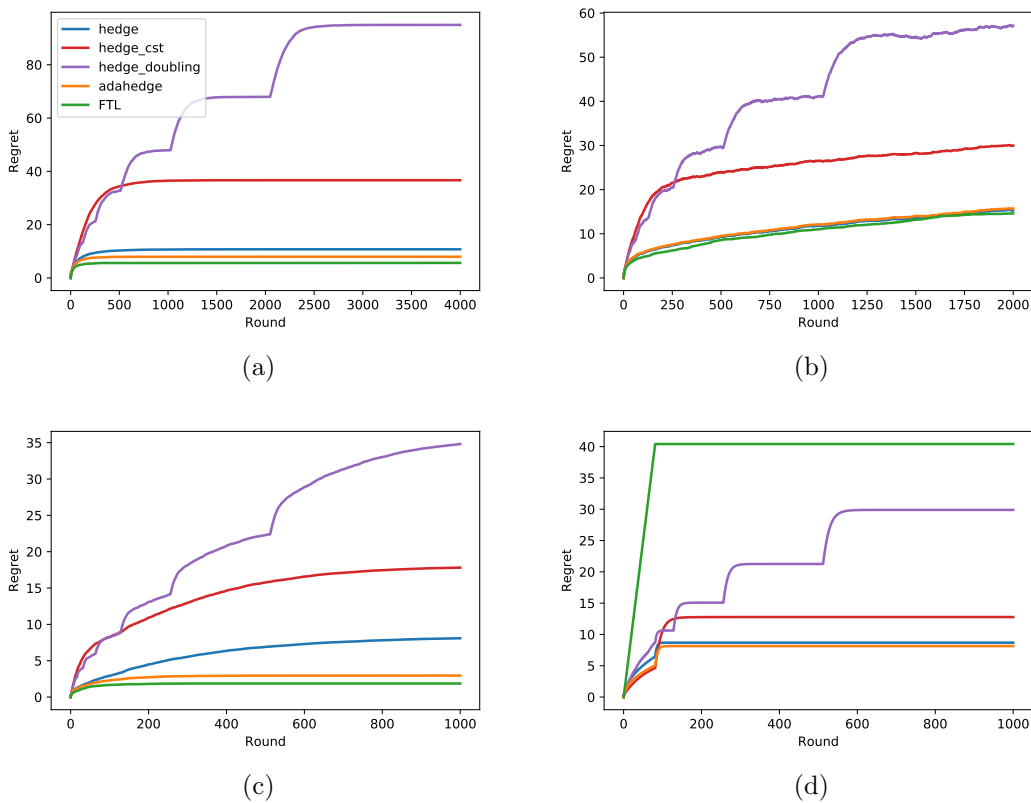 hedge
hedge_cst
hedge_doubling
adahedge
FTL
Regret
80
60
40
20
0
0 500 1000 1500 2000 2500 3000 3500 4000
Round
(a)
Regret
60
50
40
30
20
10
0
0 250 500 750 1000 1250 1500 1750 2000
Round
(b)
Regret
35
30
25
20
15
10
5
0
0 200 400 600 800 1000
Round
(c)
Regret
40
35
30
25
20
15
10
5
0
0 200 400 600 800 1000
Round
(d)